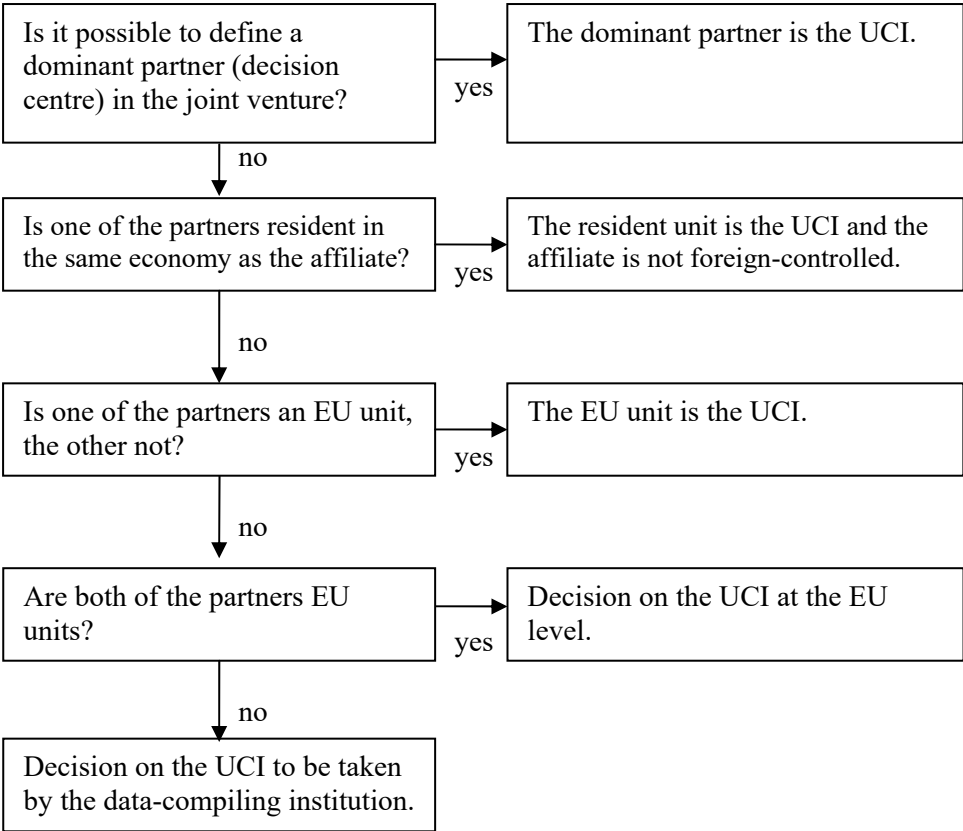 Is it possible to define a
dominant partner (decision
centre) in the joint venture?
yes
The dominant partner is the UCI.
no
Is one of the partners resident in
the same economy as the affiliate?
yes
The resident unit is the UCI and the
affiliate is not foreign-controlled.
no
Is one of the partners an EU unit,
the other not?
yes
The EU unit is the UCI.
no
Are both of the partners EU
units?
yes
Decision on the UCI at the EU
level.
no
Decision on the UCI to be taken
by the data-compiling institution.